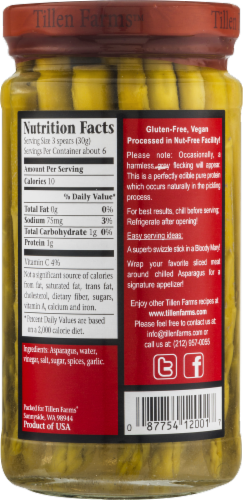 Tillen Farms™
Tillen Farms
Nutrition Facts
Serving Size 3 spears (30g)
Servings Per Container about 6
Amount Per Serving
Calories 10
% Daily Value*
Total Fat 0g 0%
Sodium 75mg 3%
Total Carbohydrate 1g 0%
Protein 1g
Vitamin C 4%
Not a significant source of calories
from fat, saturated fat, trans fat,
cholesterol, dietary fiber, sugars,
vitamin A, calcium and iron.
*Percent Daily Values are based
on a 2,000 calorie diet.
Ingredients: Asparagus, water,
vinegar, salt, sugar, spices, garlic.
Packed for Tillen Farms®
Sunnyside, WA 98944
Product of USA
Gluten-Free, Vegan
Processed in Nut-Free Facility!
Please note: Occasionally, a
harmless grey flecking will appear.
This is a perfectly edible pure protein
which occurs naturally in the pickling
process.
For best results, chill before serving.
Refrigerate after opening!
Easy serving ideas:
A superb swizzle stick in a Bloody Mary!
Wrap your favorite sliced meat
around chilled Asparagus for a
signature appetizer!
Enjoy other Tillen Farms recipes at
www.tillenfarms.com
Please feel free to contact us at:
info@tillenfarms.com or
call us at: (212) 957-0055
t f
0 87754 12001 7